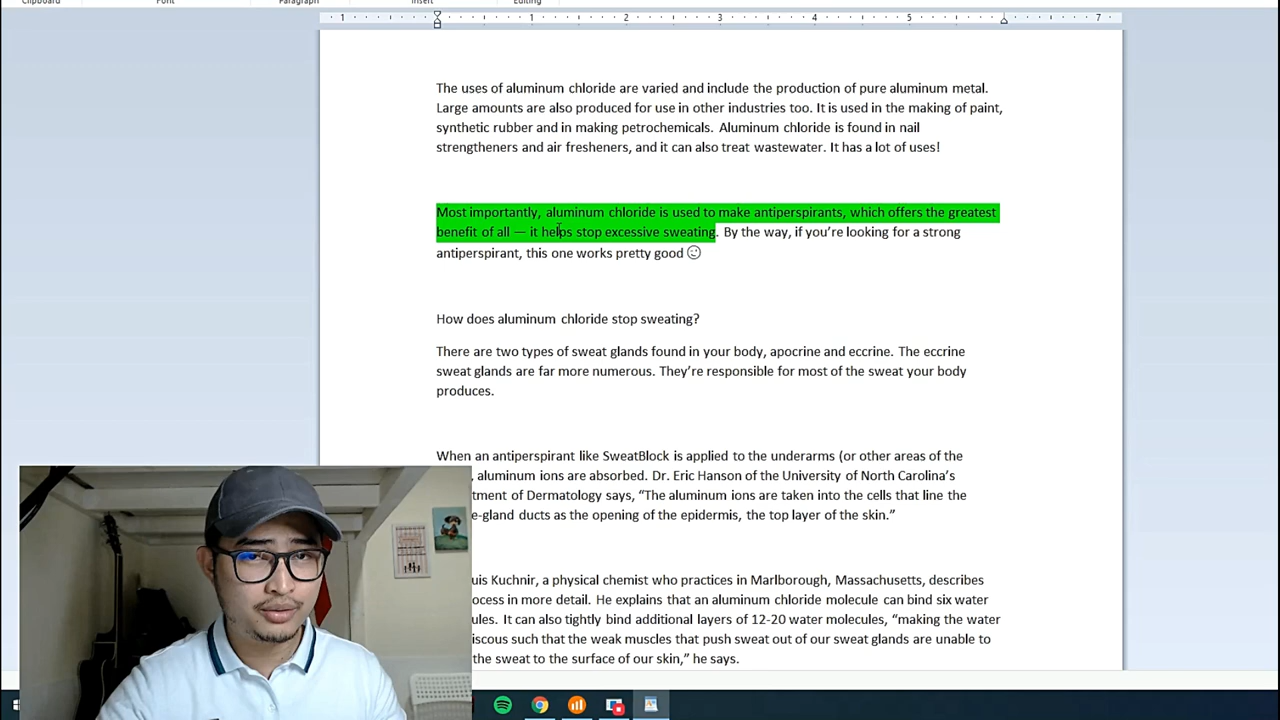 Clipboard
Font
Paragraph
Insert
Editing
1 1 2 3 4 5 6 7
The uses of aluminum chloride are varied and include the production of pure aluminum metal.
Large amounts are also produced for use in other industries too. It is used in the making of paint,
synthetic rubber and in making petrochemicals. Aluminum chloride is found in nail
strengtheners and air fresheners, and it can also treat wastewater. It has a lot of uses!
Most importantly, aluminum chloride is used to make antiperspirants, which offers the greatest
benefit of all — it helps stop excessive sweating. By the way, if you’re looking for a strong
antiperspirant, this one works pretty good ☺
How does aluminum chloride stop sweating?
There are two types of sweat glands found in your body, apocrine and eccrine. The eccrine
sweat glands are far more numerous. They’re responsible for most of the sweat your body
produces.
When an antiperspirant like SweatBlock is applied to the underarms (or other areas of the
, aluminum ions are absorbed. Dr. Eric Hanson of the University of North Carolina’s
tment of Dermatology says, “The aluminum ions are taken into the cells that line the
e-gland ducts as the opening of the epidermis, the top layer of the skin.”
uis Kuchnir, a physical chemist who practices in Marlborough, Massachusetts, describes
ocess in more detail. He explains that an aluminum chloride molecule can bind six water
ules. It can also tightly bind additional layers of 12-20 water molecules, “making the water
iscous such that the weak muscles that push sweat out of our sweat glands are unable to
the sweat to the surface of our skin,” he says.